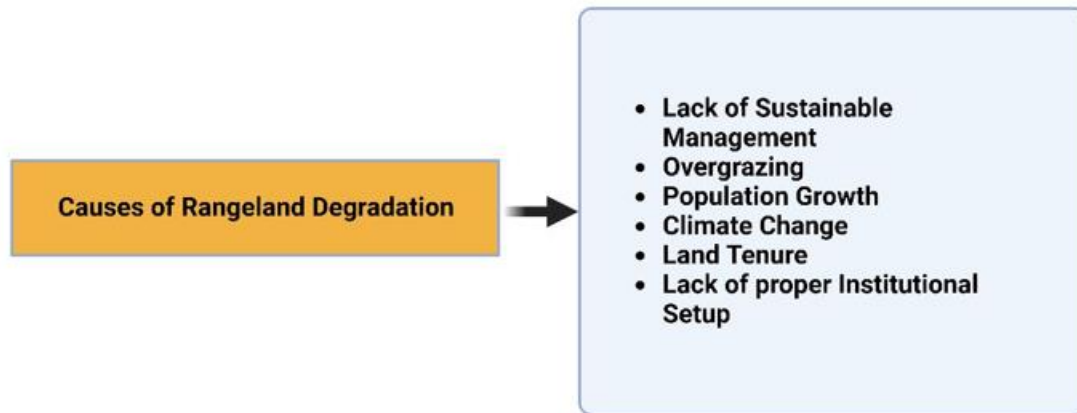 Causes of Rangeland Degradation
• Lack of Sustainable
Management
• Overgrazing
• Population Growth
• Climate Change
• Land Tenure
• Lack of proper Institutional
Setup